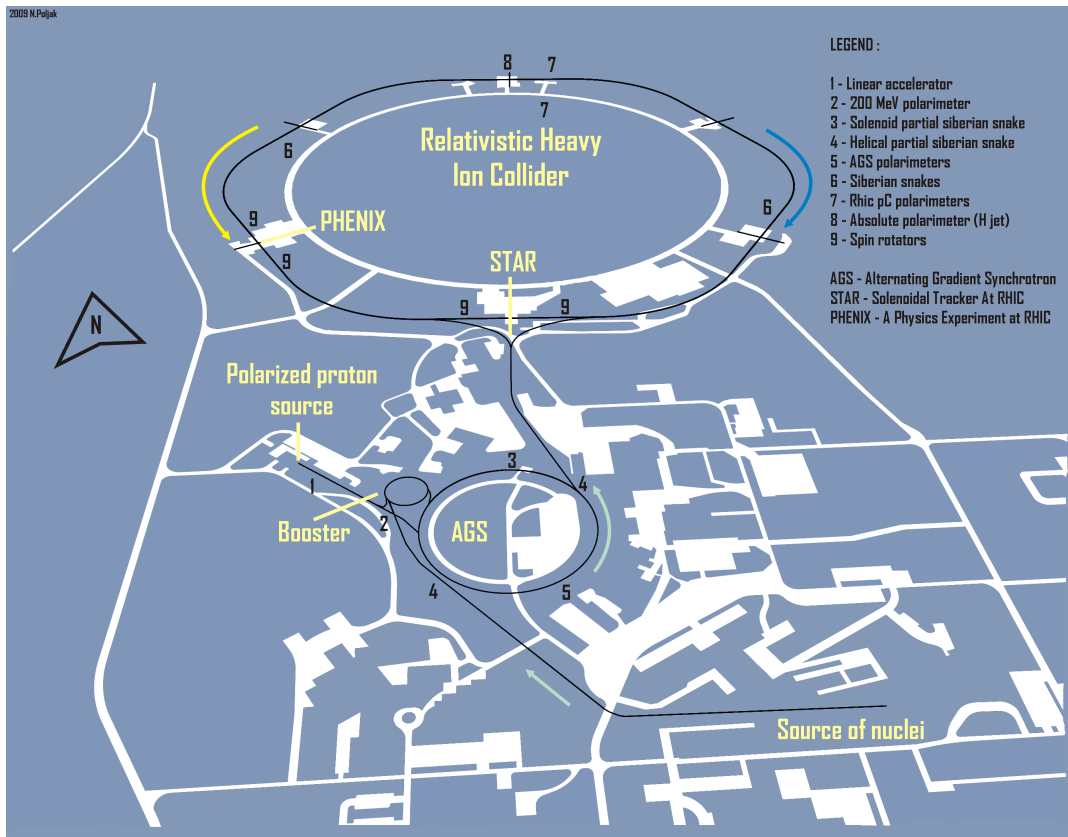 2009 N.Poljak
LEGEND :
1 - Linear accelerator
2 - 200 MeV polarimeter
3 - Solenoid partial siberian snake
4 - Helical partial siberian snake
5 - AGS polarimeters
6 - Siberian snakes
7 - Rhic pC polarimeters
8 - Absolute polarimeter (H jet)
9 - Spin rotators
AGS - Alternating Gradient Synchrotron
STAR - Solenoidal Tracker At RHIC
PHENIX - A Physics Experiment at RHIC
8
7
7
Relativistic Heavy
Ion Collider
6
6
9
PHENIX
9
STAR
9
9
N
Polarized proton
source
3
4
1
2
Booster
AGS
4
5
Source of nuclei